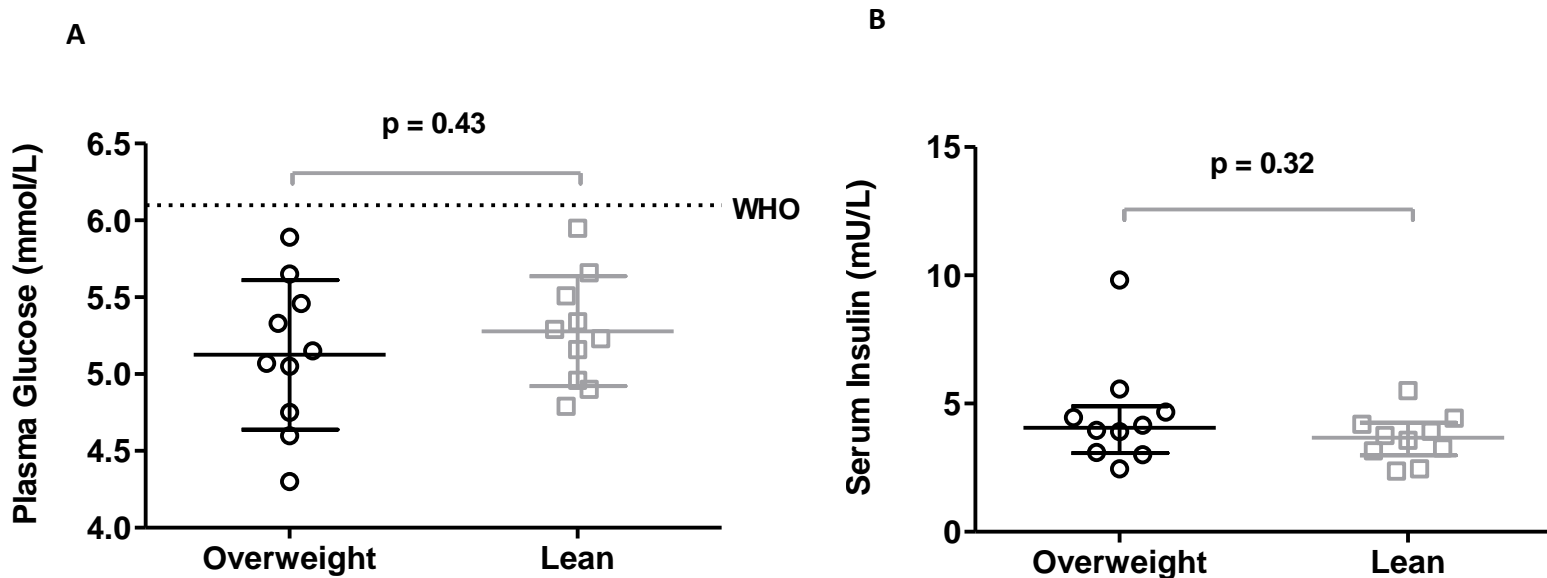 A
p = 0.43
Plasma Glucose (mmol/L)
6.5
6.0
5.5
5.0
4.5
4.0
WHO
Overweight
Lean
B
p = 0.32
Serum Insulin (mU/L)
15
10
5
0
Overweight
Lean